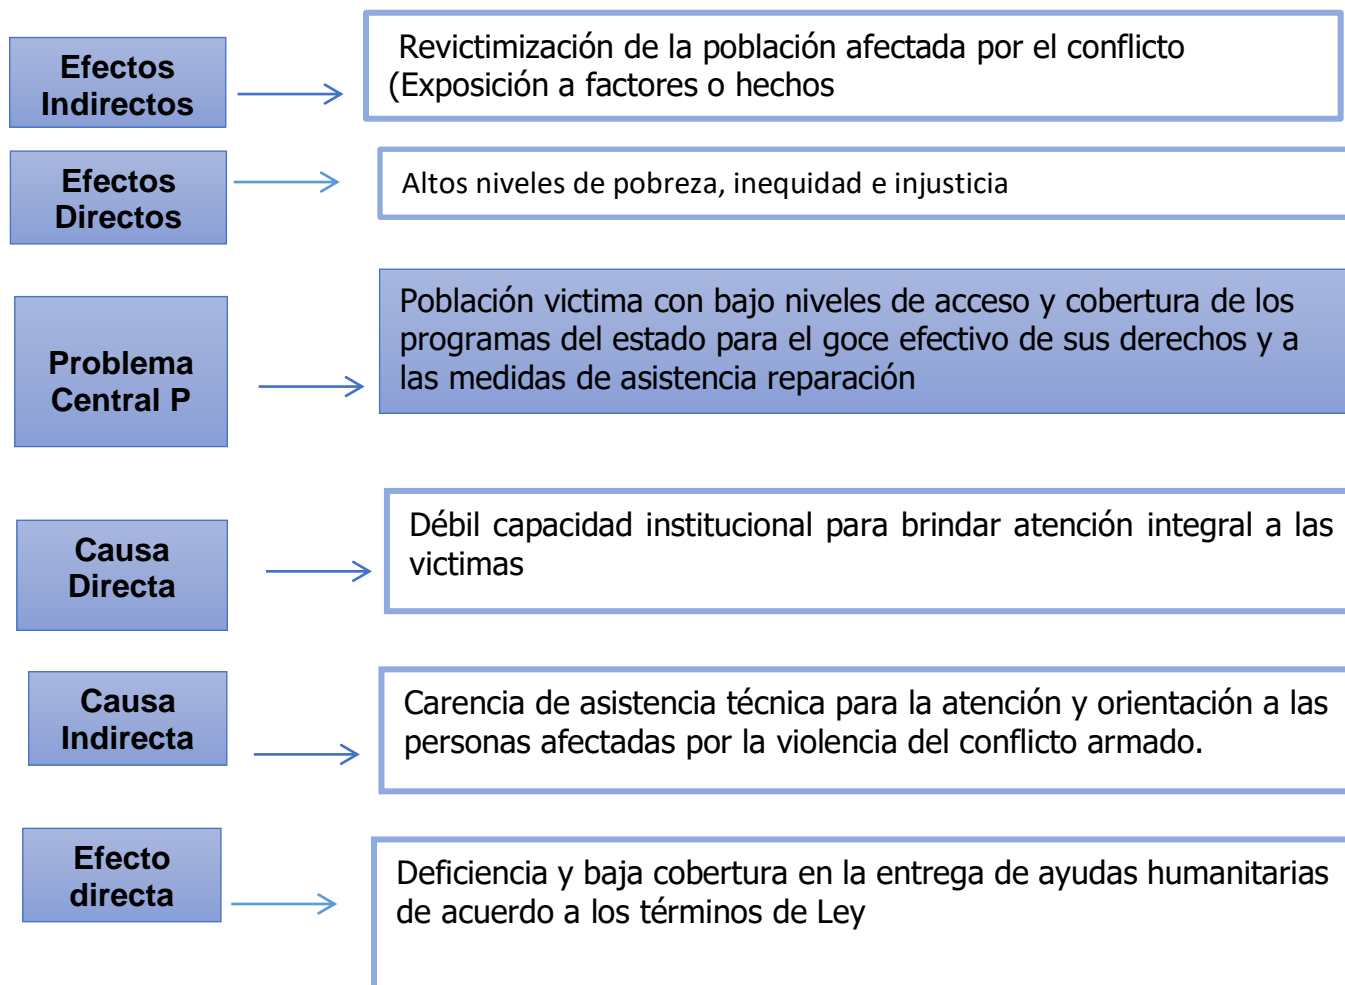 Efectos
Indirectos
Revictimización de la población afectada por el conflicto
(Exposición a factores o hechos
Efectos
Directos
Altos niveles de pobreza, inequidad e injusticia
Problema
Central P
Población victima con bajo niveles de acceso y cobertura de los
programas del estado para el goce efectivo de sus derechos y a
las medidas de asistencia reparación
Causa
Directa
Débil capacidad institucional para brindar atención integral a las
victimas
Causa
Indirecta
Carencia de asistencia técnica para la atención y orientación a las
personas afectadas por la violencia del conflicto armado.
Efecto
directa
Deficiencia y baja cobertura en la entrega de ayudas humanitarias
de acuerdo a los términos de Ley